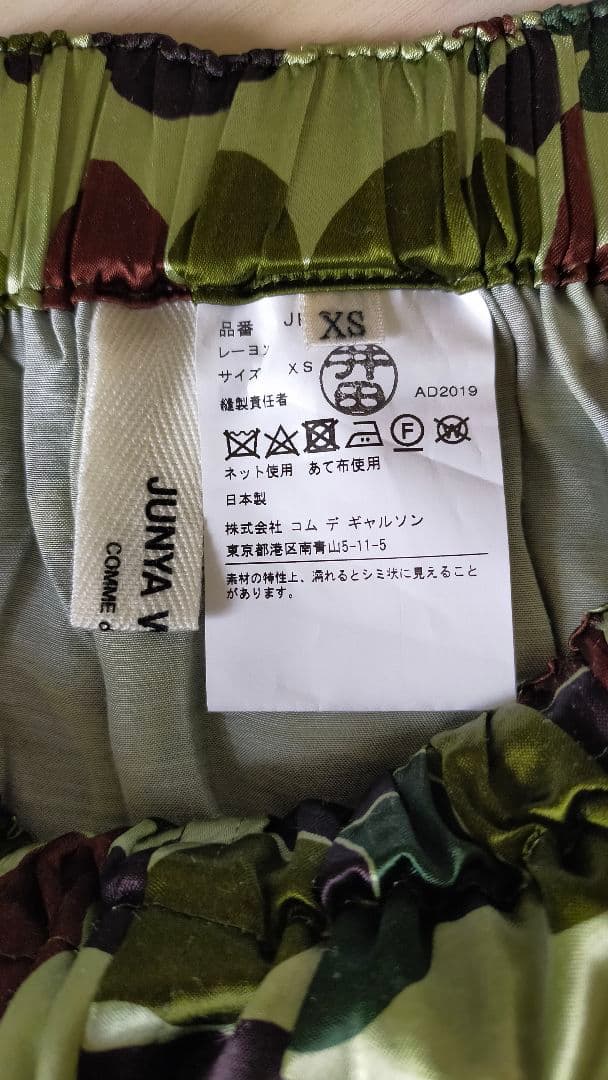 品番
XS
レーヨン
サイズ XS
縫製責任者
井田
AD2019
ネット使用 あて布使用
日本製
株式会社 コム デ ギャルソン
東京都港区南青山5-11-5
素材の特性上、濡れるとシミ状に見えること
があります。
JUNYA
COMME